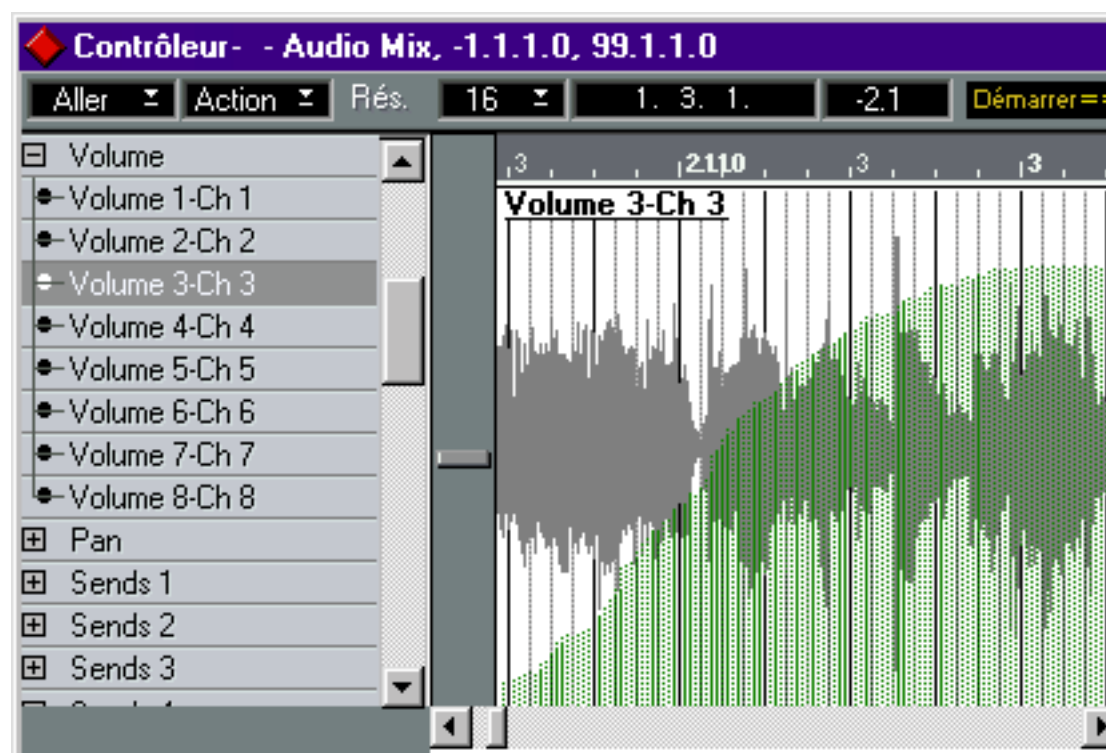 Contrôleur- - Audio Mix, -1.1.1.0, 99.1.1.0
Aller Action Rés. 16 1. 3. 1. -2.1 Démarrer==
Volume
Volume 1-Ch 1
Volume 2-Ch 2
Volume 3-Ch 3
Volume 4-Ch 4
Volume 5-Ch 5
Volume 6-Ch 6
Volume 7-Ch 7
Volume 8-Ch 8
Pan
Sends 1
Sends 2
Sends 3
3 2.1.1.0 3 3
Volume 3-Ch 3